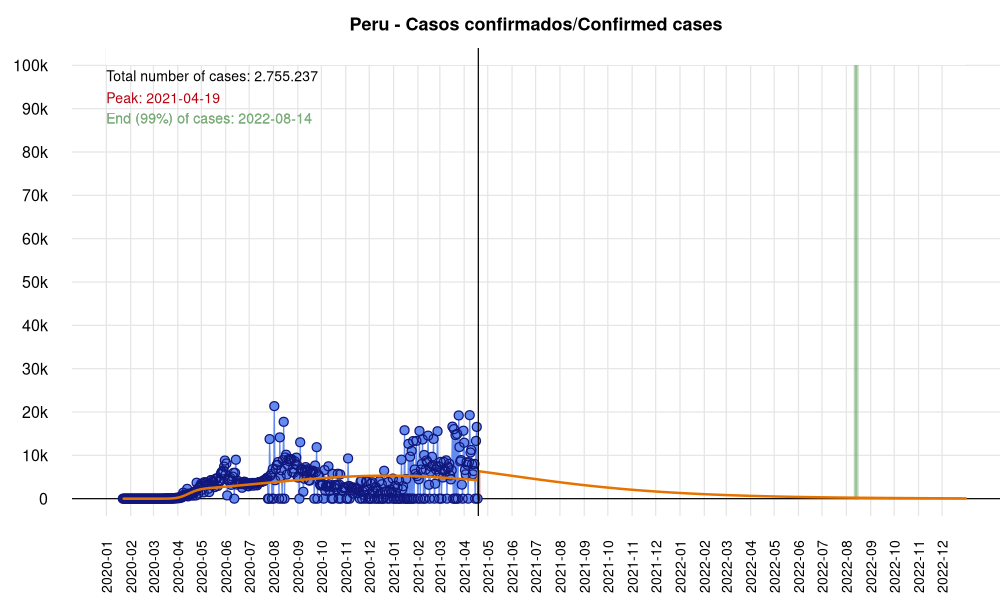 Peru - Casos confirmados/Confirmed cases
Total number of cases: 2.755.237
Peak: 2021-04-19
End (99%) of cases: 2022-08-14
100k
90k
80k
70k
60k
50k
40k
30k
20k
10k
0
2020-01
2020-02
2020-03
2020-04
2020-05
2020-06
2020-07
2020-08
2020-09
2020-10
2020-11
2020-12
2021-01
2021-02
2021-03
2021-04
2021-05
2021-06
2021-07
2021-08
2021-09
2021-10
2021-11
2021-12
2022-01
2022-02
2022-03
2022-04
2022-05
2022-06
2022-07
2022-08
2022-09
2022-10
2022-11
2022-12